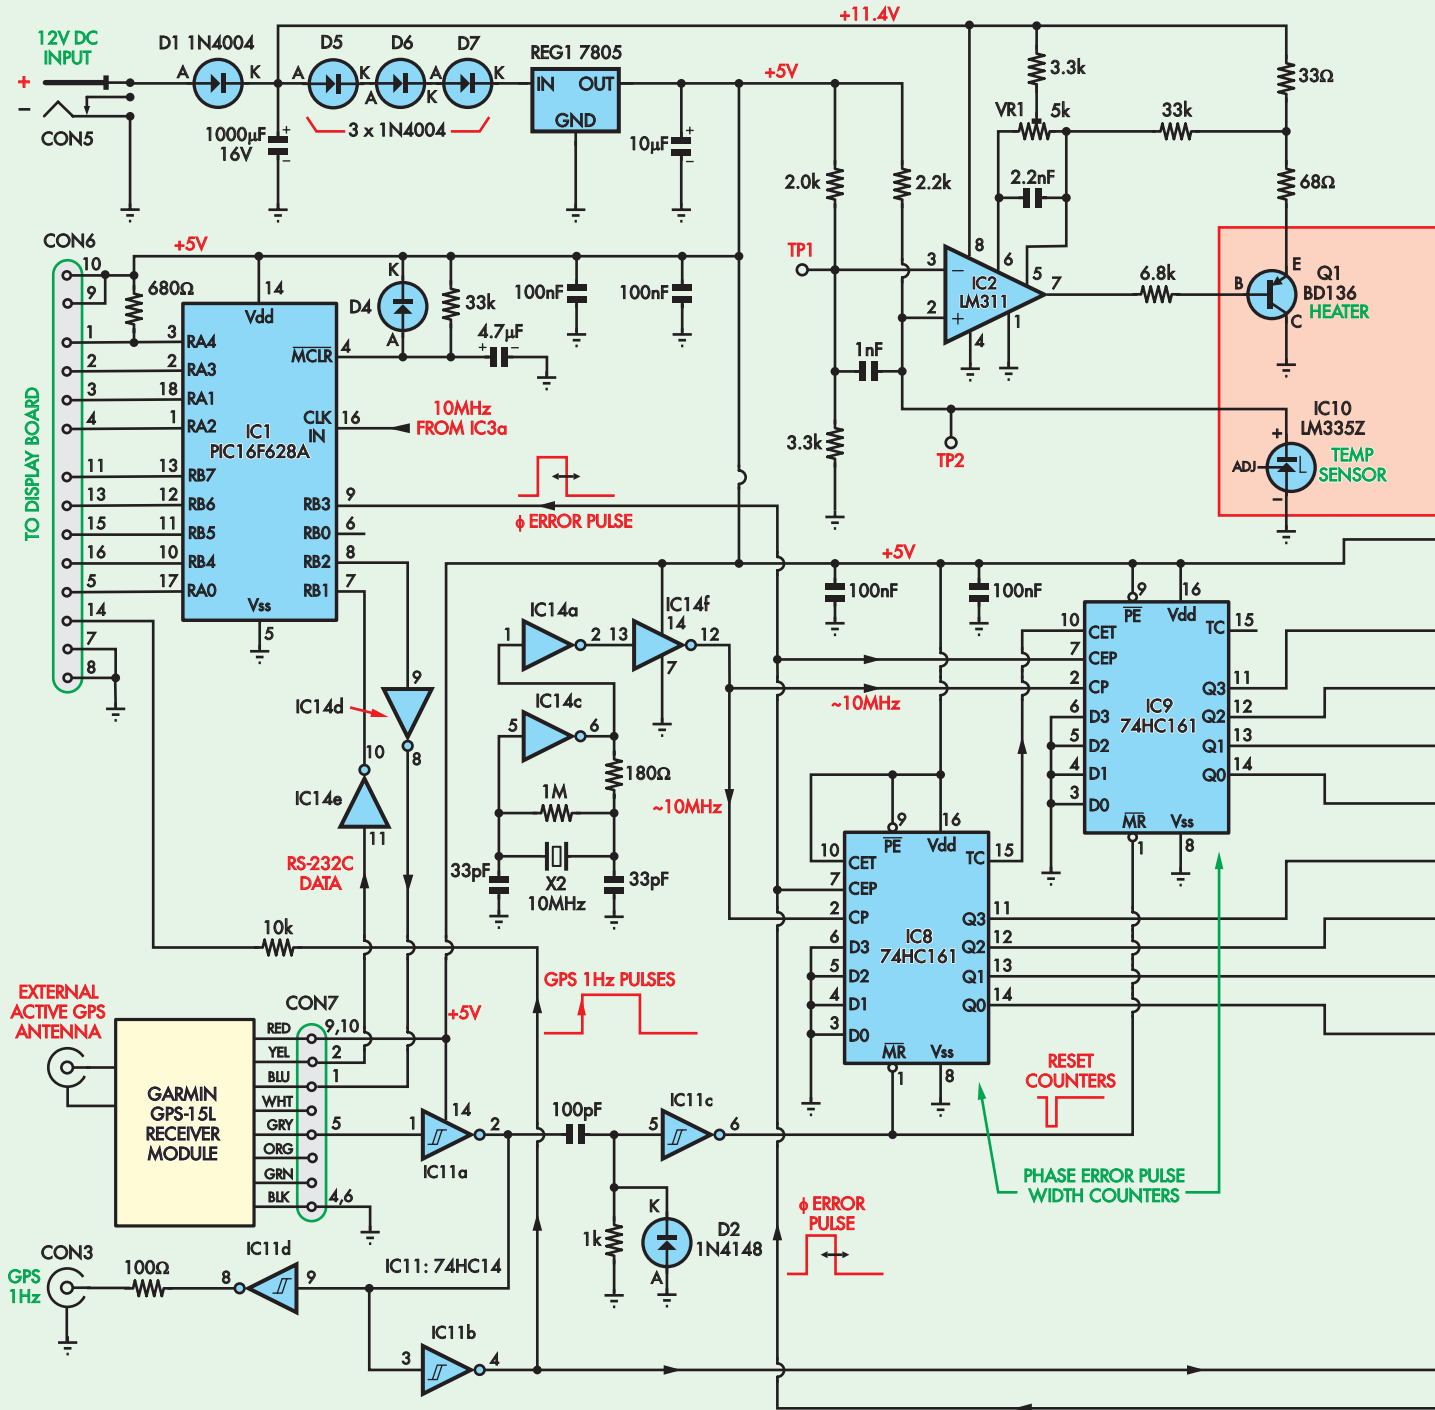 +11.4V
12V DC
INPUT
+
−
CON5
D1 1N4004
A
K
1000µF
16V
+
−
D5
D6
D7
A
K
A
A
K
K
3 x 1N4004
REG1 7805
IN
OUT
GND
10µF
+
−
+5V
2.0k
2.2k
3.3k
VR1
5k
33k
33Ω
68Ω
2.2nF
TP1
3
2
−
+
8
6
5
7
IC2
LM311
1
4
6.8k
B
E
C
Q1
BD136
HEATER
1nF
3.3k
TP2
IC10
LM335Z
+
ADJ
L
−
TEMP
SENSOR
CON6
TO DISPLAY BOARD
10
9
1
2
3
4
11
13
15
16
5
14
7
8
+5V
680Ω
14
Vdd
3
RA4
2
RA3
18
RA1
1
RA2
13
RB7
12
RB6
11
RB5
10
RB4
17
RA0
IC1
PIC16F628A
Vss
5
MCLR
4
CLK
IN
16
RB3
9
RB0
6
RB2
8
RB1
7
K
D4
A
33k
4.7µF
+
−
100nF
100nF
10MHz
FROM IC3a
ϕ ERROR PULSE
+5V
100nF
100nF
IC14a
1
2
13
IC14f
14
12
7
IC14c
5
6
180Ω
1M
33pF
X2
10MHz
33pF
~10MHz
~10MHz
IC14d
9
8
IC14e
10
11
RS-232C
DATA
10
CET
7
CEP
2
CP
6
D3
5
D2
4
D1
3
D0
9
PE
16
Vdd
TC
15
Q3
11
Q2
12
Q1
13
Q0
14
IC9
74HC161
MR
1
Vss
8
10
CET
7
CEP
2
CP
6
D3
5
D2
4
D1
3
D0
9
PE
16
Vdd
TC
15
Q3
11
Q2
12
Q1
13
Q0
14
IC8
74HC161
MR
1
Vss
8
10k
GPS 1Hz PULSES
EXTERNAL
ACTIVE GPS
ANTENNA
GARMIN
GPS-15L
RECEIVER
MODULE
CON7
RED
9,10
YEL
2
BLU
1
WHT
GRY
5
ORG
GRN
BLK
4,6
+5V
1
14
2
IC11a
100pF
IC11c
5
6
1k
K
D2
1N4148
A
RESET
COUNTERS
PHASE ERROR PULSE
WIDTH COUNTERS
ϕ ERROR
PULSE
CON3
GPS
1Hz
100Ω
IC11d
8
9
IC11: 74HC14
IC11b
3
4